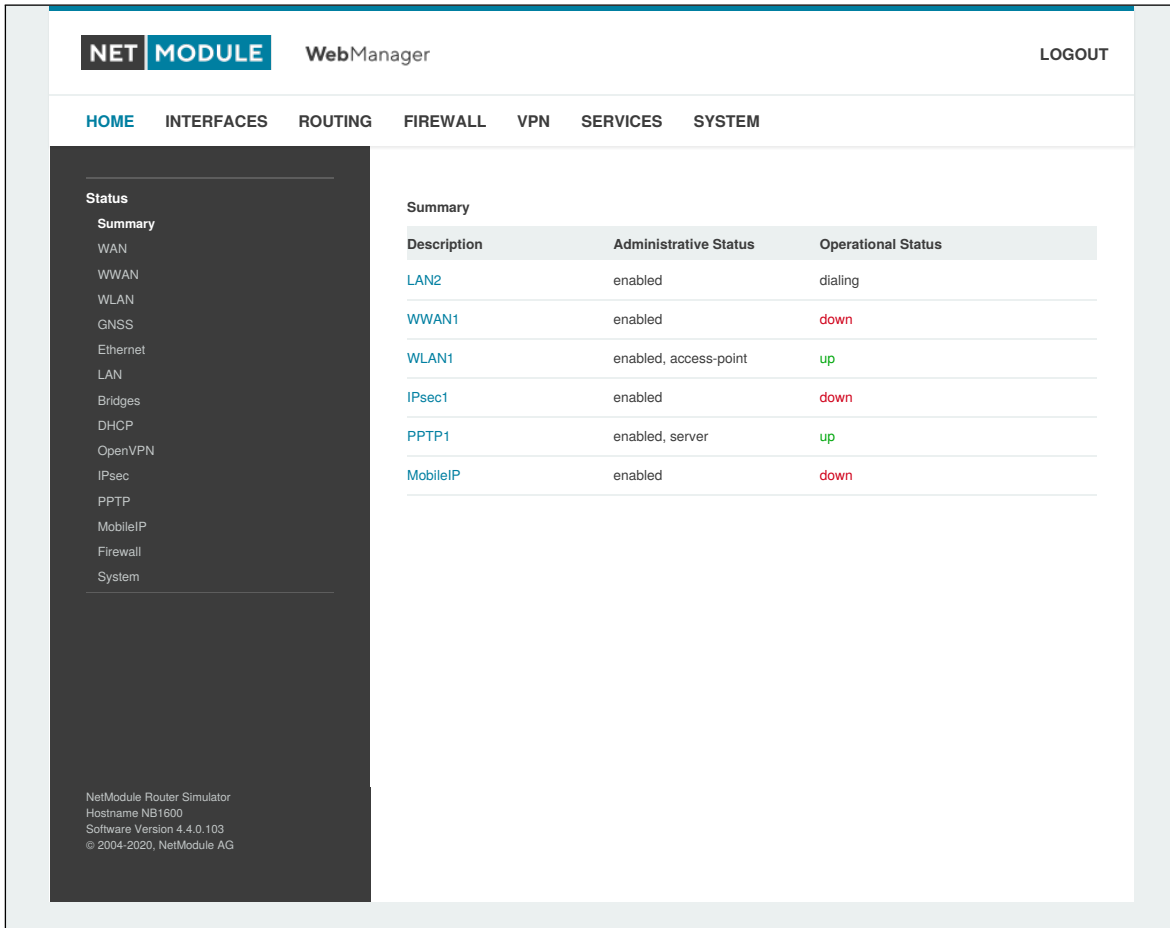 NET MODULE WebManager LOGOUT
HOME INTERFACES ROUTING FIREWALL VPN SERVICES SYSTEM
Status
Summary
WAN
WWAN
WLAN
GNSS
Ethernet
LAN
Bridges
DHCP
OpenVPN
IPsec
PPTP
MobileIP
Firewall
System
NetModule Router Simulator
Hostname NB1600
Software Version 4.4.0.103
© 2004-2020, NetModule AG
Summary
Description Administrative Status Operational Status
LAN2 enabled dialing
WWAN1 enabled down
WLAN1 enabled, access-point up
IPsec1 enabled down
PPTP1 enabled, server up
MobileIP enabled down